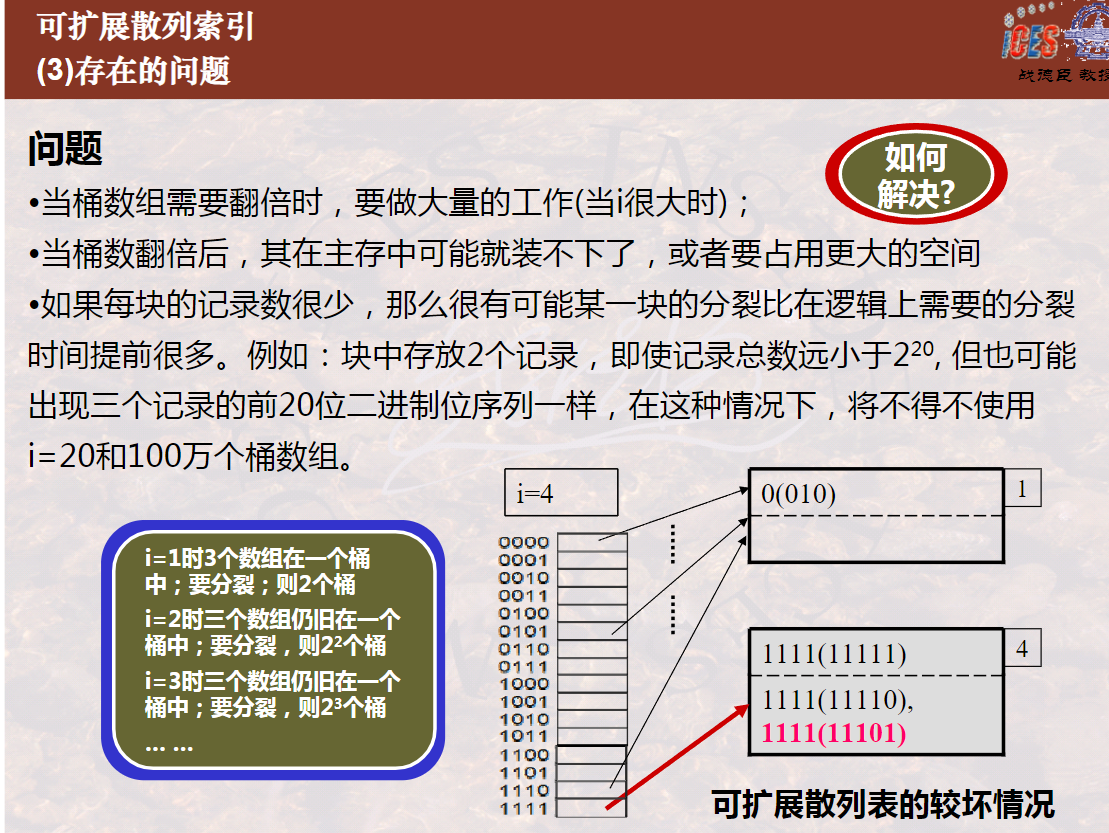 可扩展散列索引
(3)存在的问题
iCES
战德臣 教授
问题
如何
解决?
•当桶数组需要翻倍时，要做大量的工作(当i很大时)；
•当桶数翻倍后，其在主存中可能就装不下了，或者要占用更大的空间
•如果每块的记录数很少，那么很有可能某一块的分裂比在逻辑上需要的分裂
时间提前很多。例如：块中存放2个记录，即使记录总数远小于2²⁰, 但也可能
出现三个记录的前20位二进制位序列一样，在这种情况下，将不得不使用
i=20和100万个桶数组。
i=1时3个数组在一个桶
中；要分裂；则2个桶
i=2时三个数组仍旧在一个
桶中；要分裂，则2²个桶
i=3时三个数组仍旧在一个
桶中；要分裂，则2³个桶
... ...
i=4
0000
0001
0010
0011
0100
0101
0110
0111
1000
1001
1010
1011
1100
1101
1110
1111
0(010)
1
1111(11111)
4
1111(11110),
1111(11101)
可扩展散列表的较坏情况